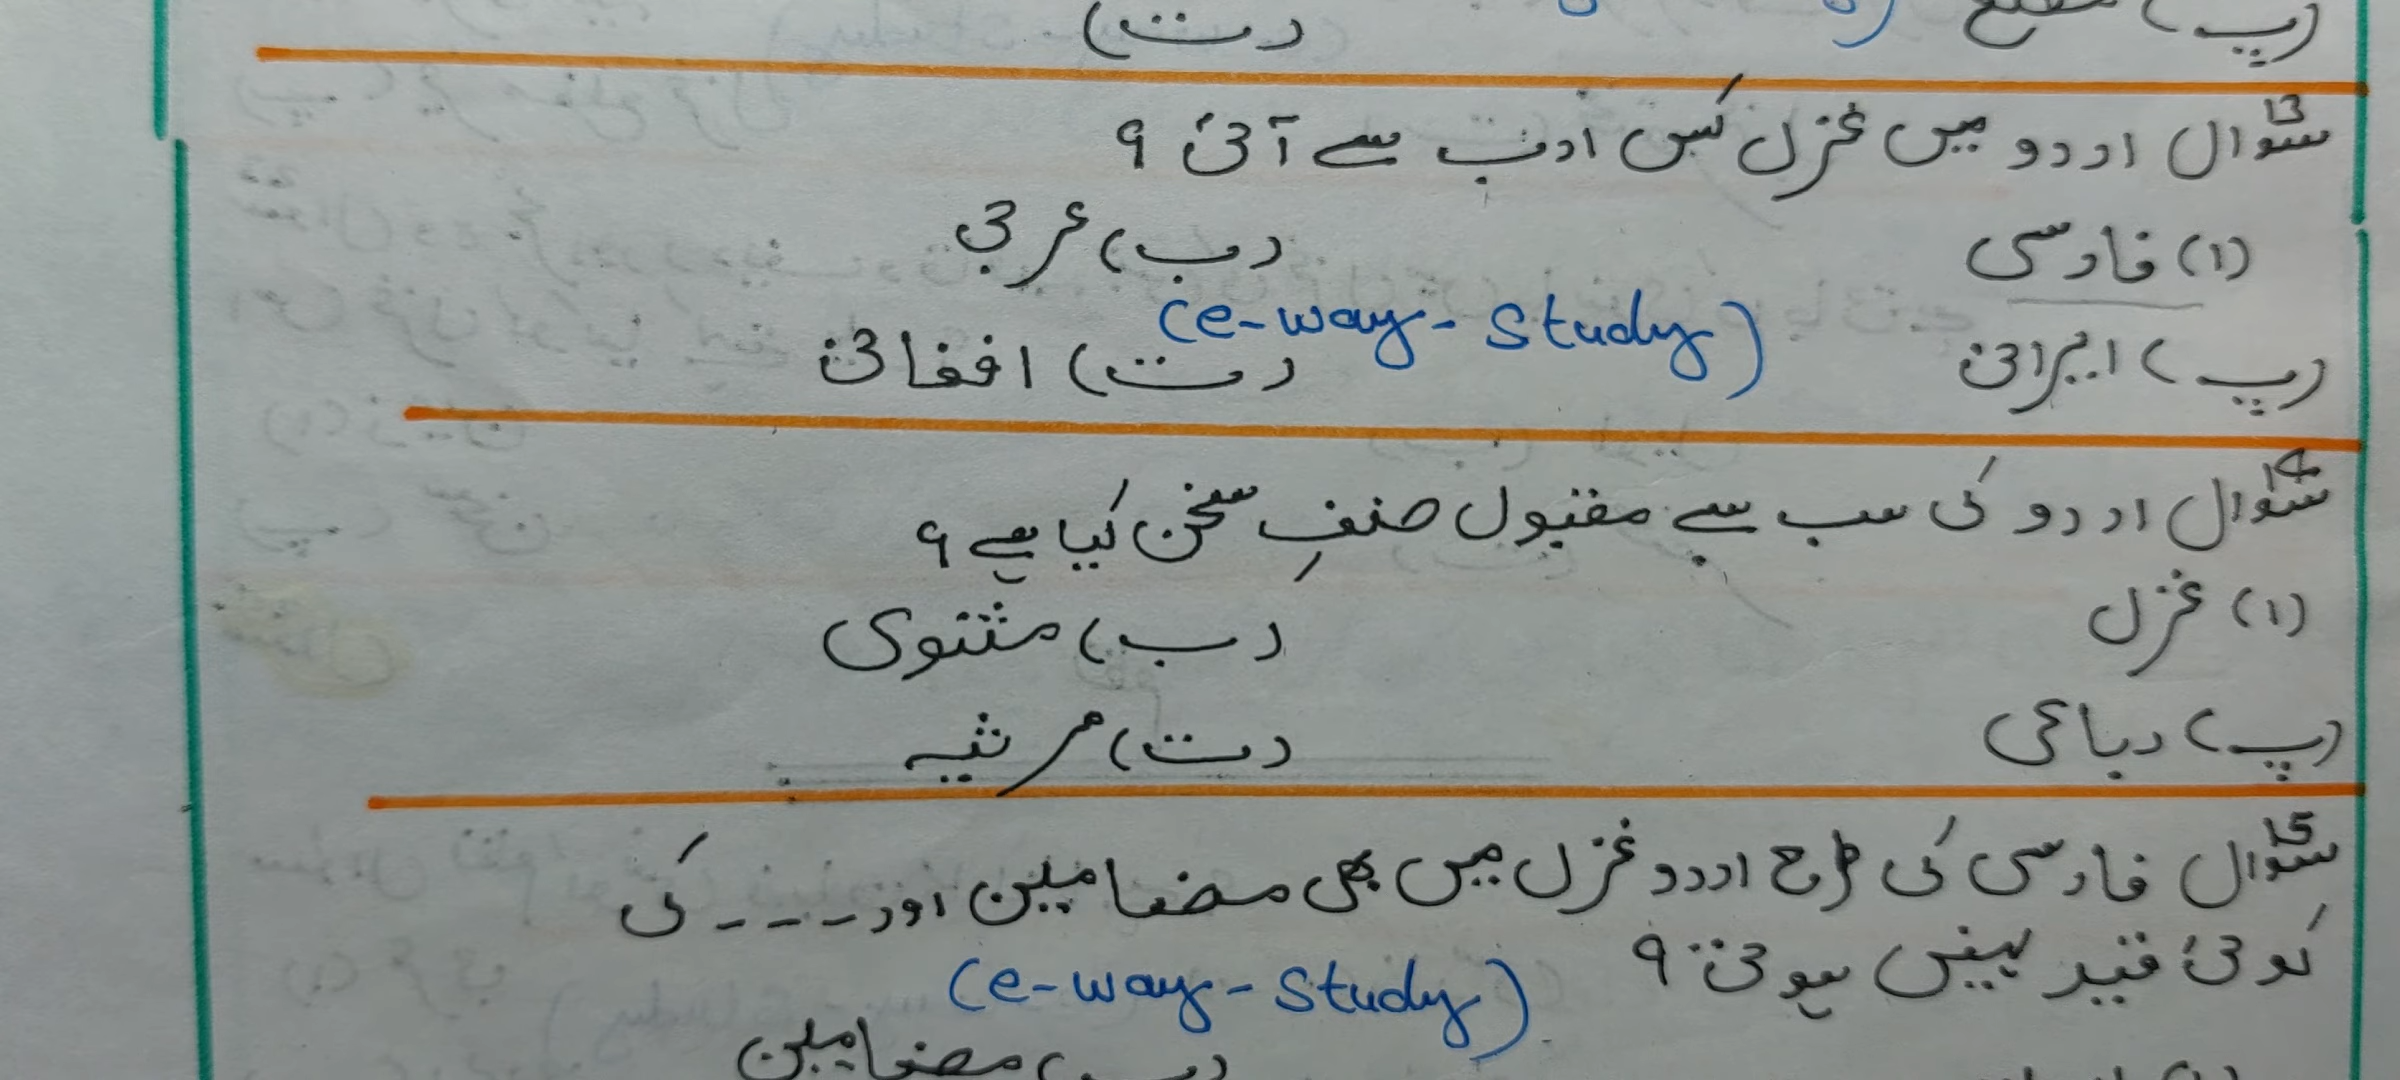 (پ) مطلع (ت)
سوال 13 اردو میں غزل کس ادب سے آئی ؟
(ا) فارسی (ب) عربی
(e-way-study)
(پ) ایرانی (ت) افغانی
سوال 14 اردو کی سب سے مقبول صنفِ سخن کیا ہے ؟
(ا) غزل (ب) مثنوی
(پ) رباعی (ت) مرثیہ
سوال 15 فارسی کی طرح اردو غزل میں بھی مضامین اور ---- کی
کوئی قید نہیں ہوتی ؟
(e-way-study)
(ب) مضامین